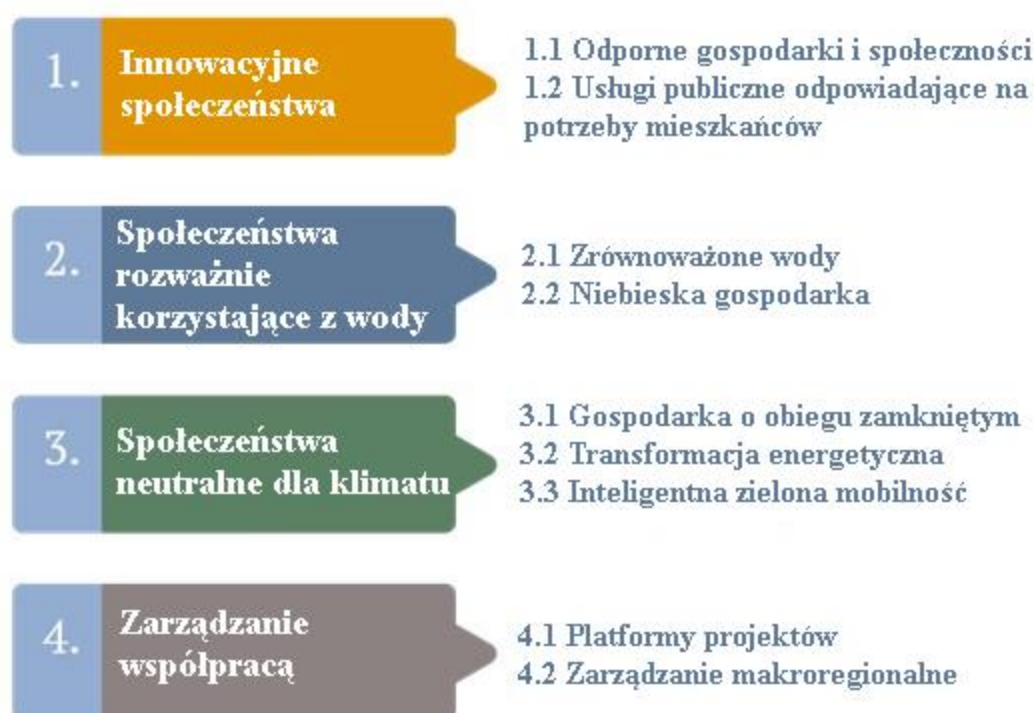 1.
Innowacyjne
społeczeństwa
1.1 Odporne gospodarki i społeczności
1.2 Usługi publiczne odpowiadające na
potrzeby mieszkańców
2.
Społeczeństwa
rozważnie
korzystające z wody
2.1 Zrównoważone wody
2.2 Niebieska gospodarka
3.
Społeczeństwa
neutralne dla klimatu
3.1 Gospodarka o obiegu zamkniętym
3.2 Transformacja energetyczna
3.3 Inteligentna zielona mobilność
4.
Zarządzanie
współpracą
4.1 Platformy projektów
4.2 Zarządzanie makroregionalne